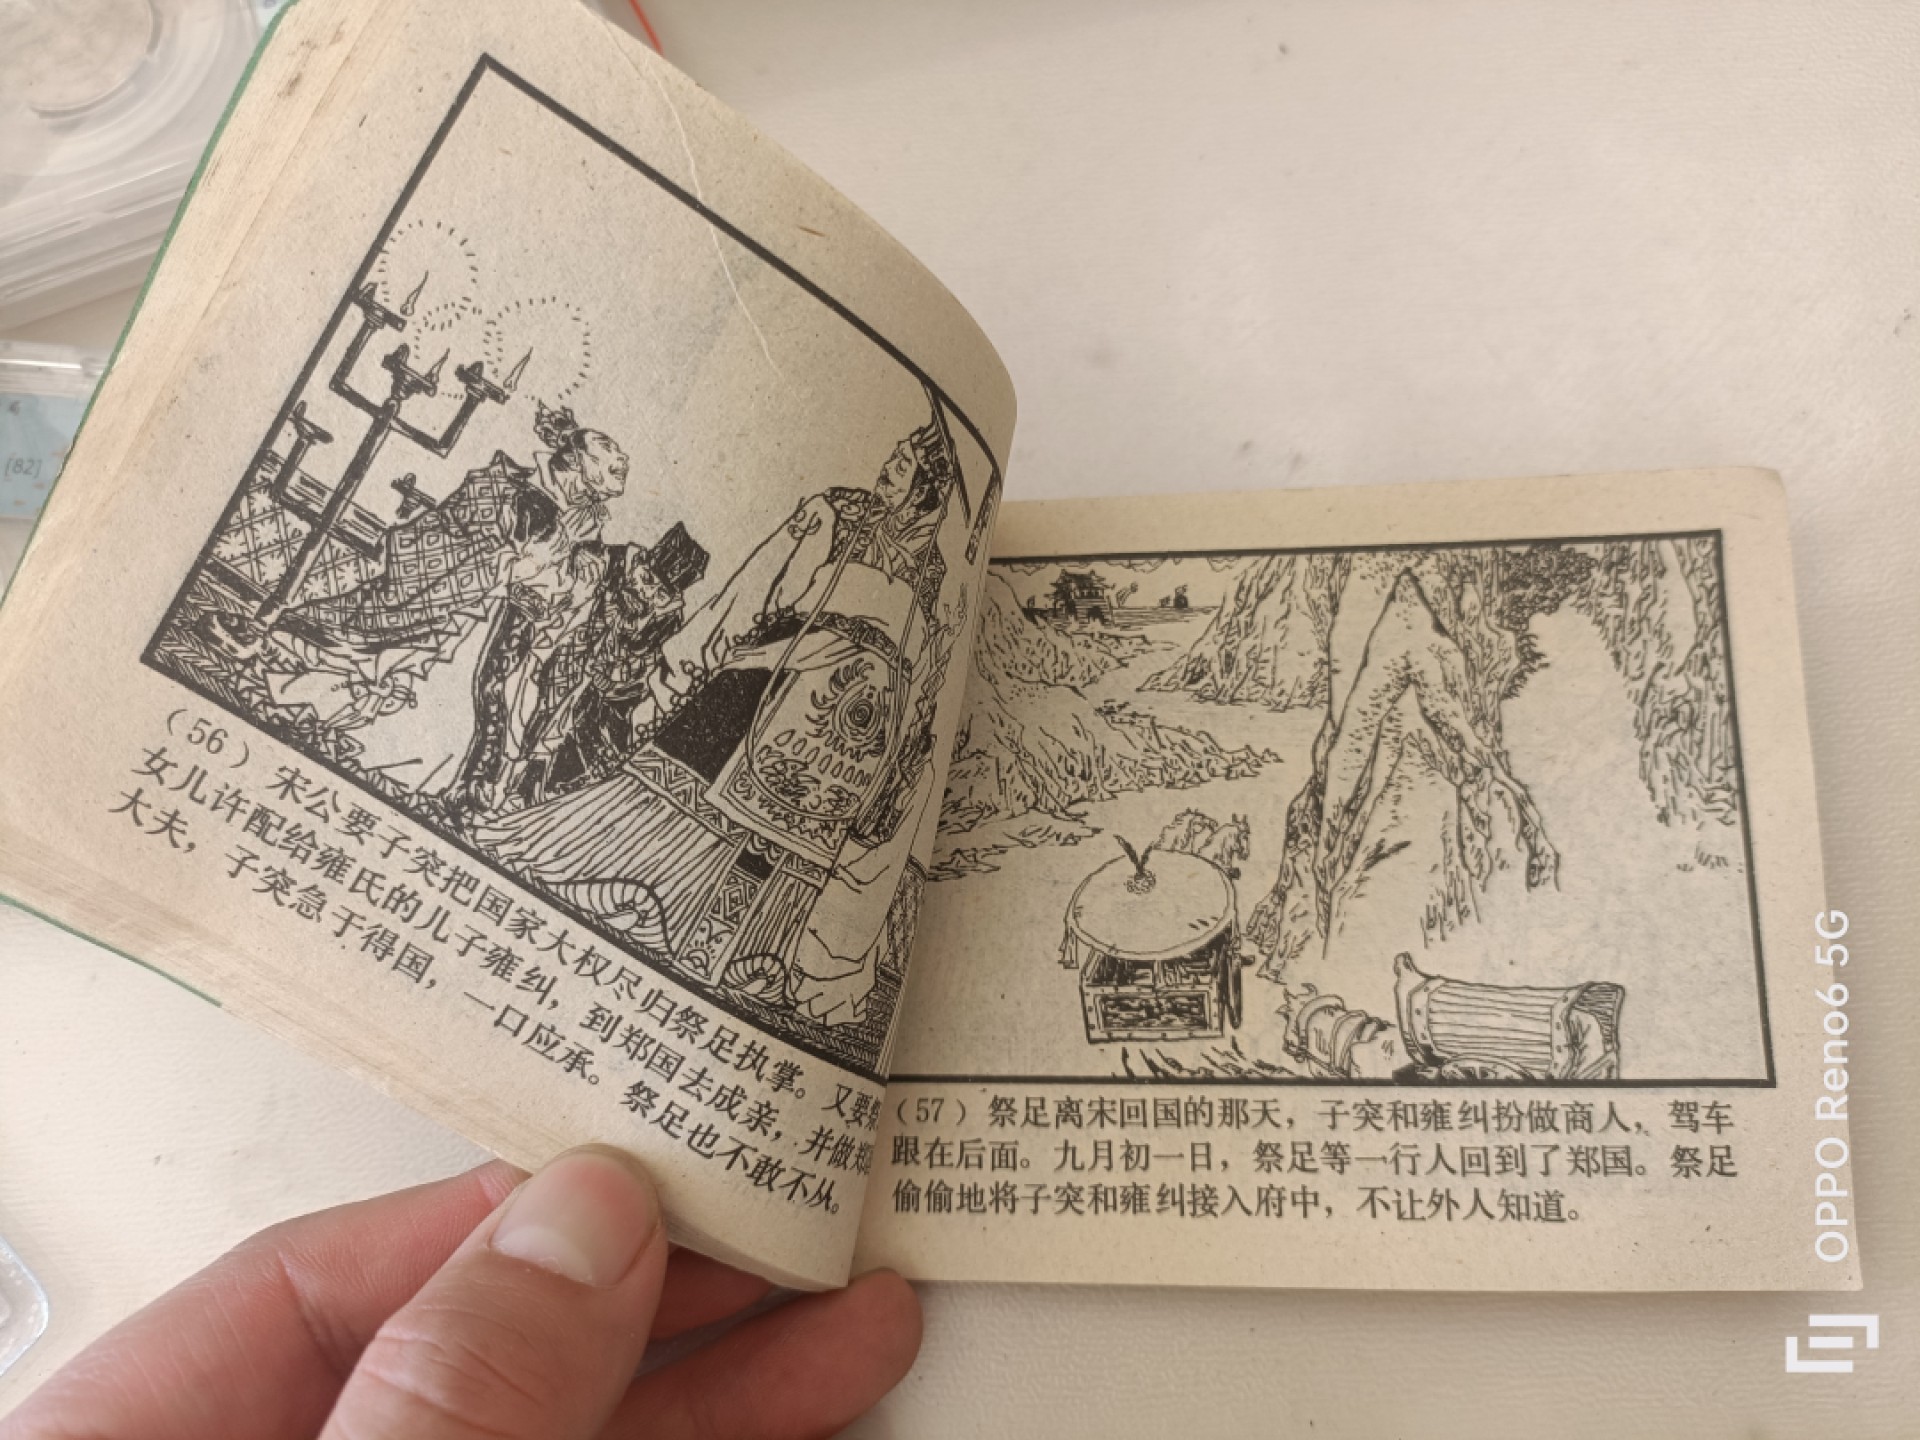 （56）宋公要子突把国家大权尽归祭足执掌。又要祭
女儿许配给雍氏的儿子雍纠，到郑国去成亲，并做郑
大夫，子突急于得国，一口应承。祭足也不敢不从。
（57）祭足离宋回国的那天，子突和雍纠扮做商人，驾车
跟在后面。九月初一日，祭足等一行人回到了郑国。祭足
偷偷地将子突和雍纠接入府中，不让外人知道。
OPPO Reno6 5G
[82]